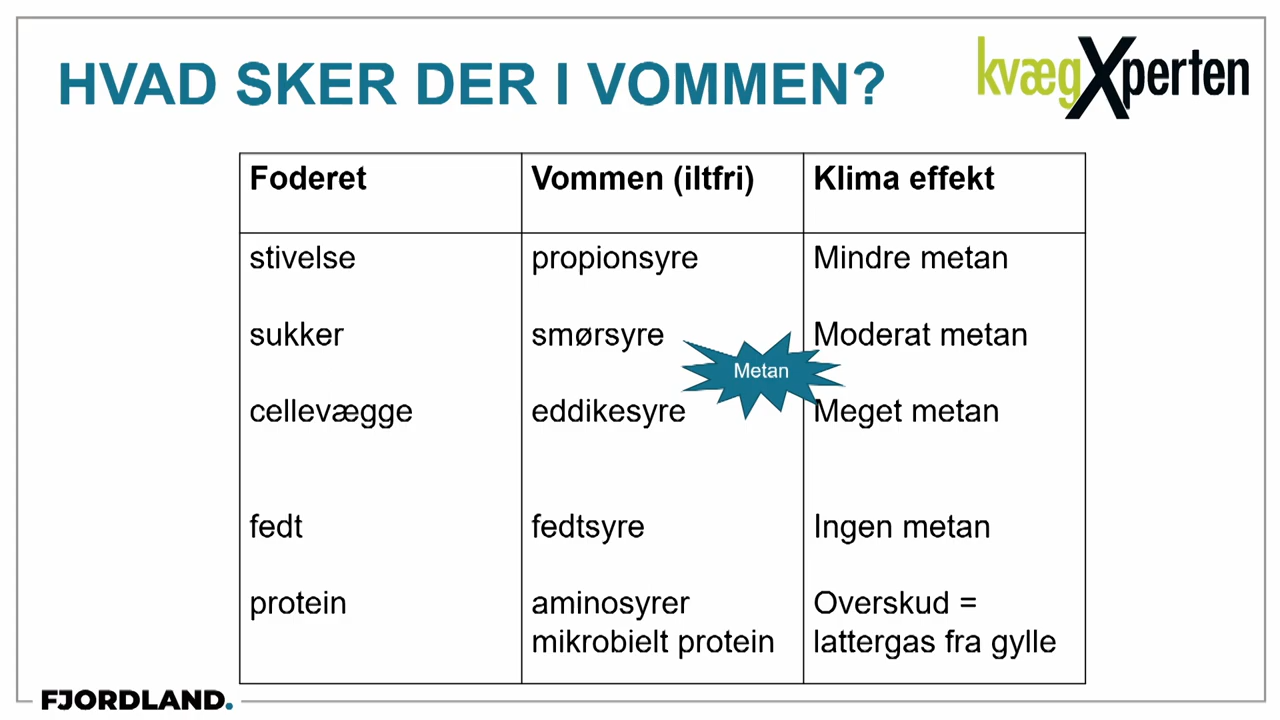 HVAD SKER DER I VOMMEN?
kvægXperten
Foderet
Vommen (iltfri)
Klima effekt
stivelse
propionsyre
Mindre metan
sukker
smørsyre
Moderat metan
Metan
cellevægge
eddikesyre
Meget metan
fedt
fedtsyre
Ingen metan
protein
aminosyrer
mikrobielt protein
Overskud =
lattergas fra gylle
FJORDLAND.